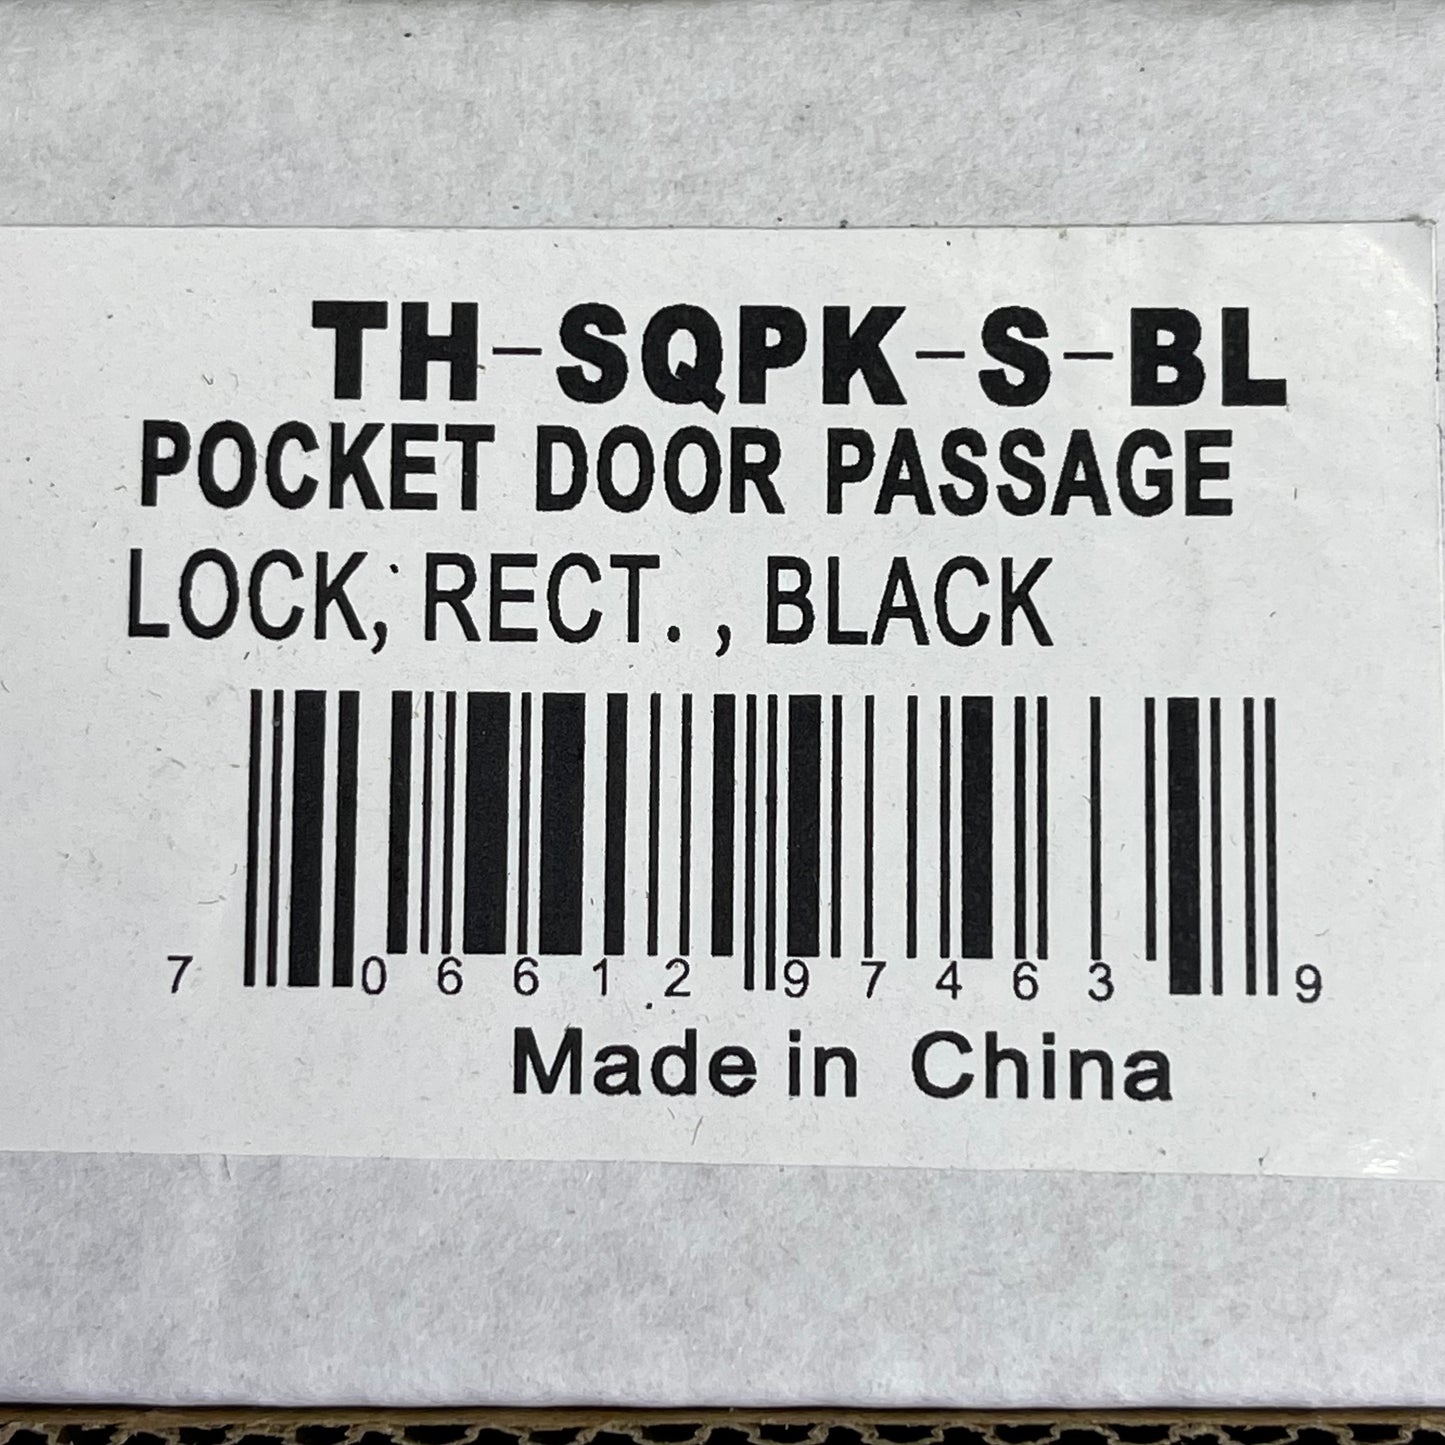 TH-SQPK-S-BL
POCKET DOOR PASSAGE
LOCK, RECT. , BLACK
7 06612 97463 9
Made in China